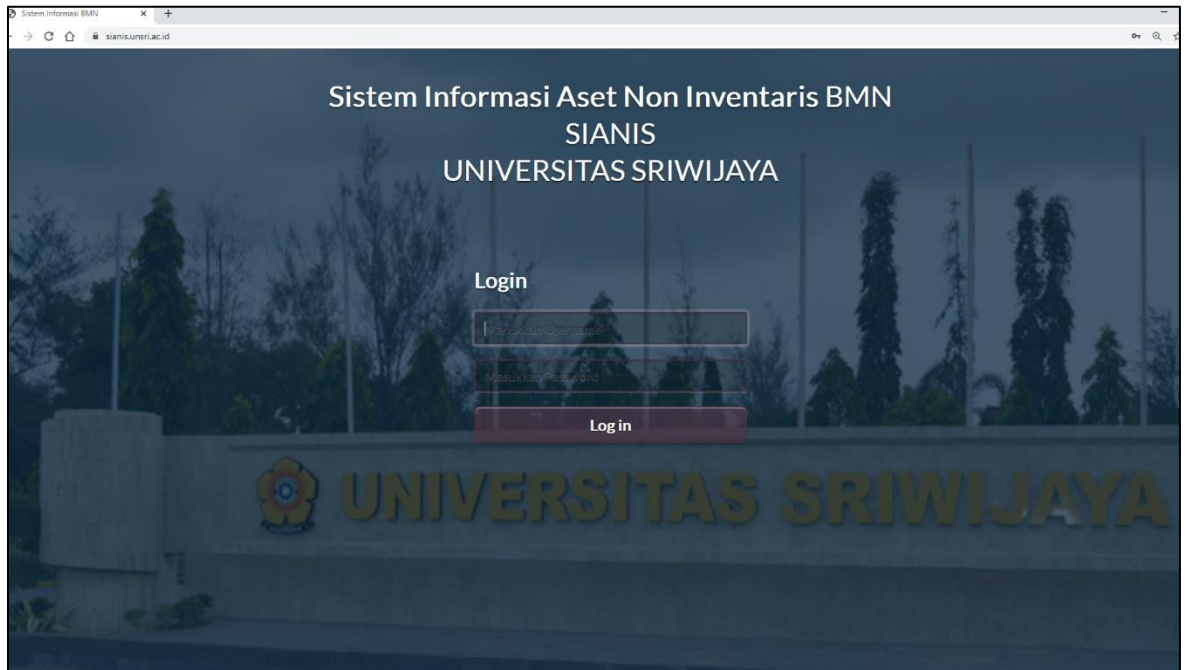 Sistem Informasi BMN
sianis.unsri.ac.id
Sistem Informasi Aset Non Inventaris BMN
SIANIS
UNIVERSITAS SRIWIJAYA
Login
Masukkan Username
Masukkan Password
Log in
UNIVERSITAS SRIWIJAYA